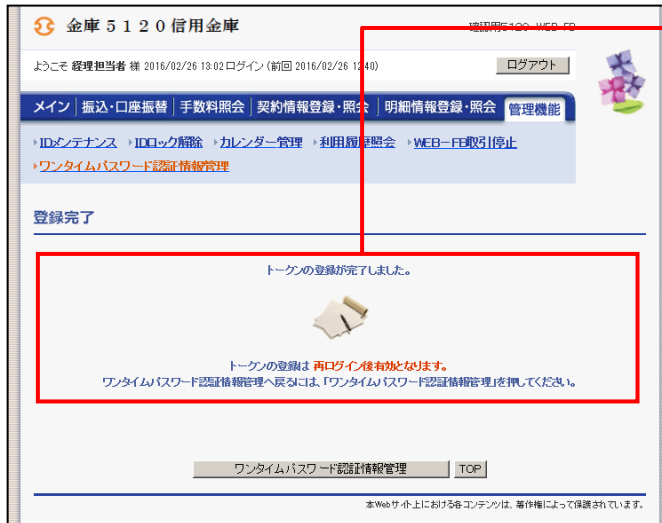 金庫5120信用金庫
確認用5120 WEB-FB
ようこそ 経理担当者 様 2016/02/26 13:02ログイン (前回 2016/02/26 12:40)
ログアウト
メイン 振込・口座振替 手数料照会 契約情報登録・照会 明細情報登録・照会 管理機能
IDメンテナンス IDロック解除 カレンダー管理 利用履歴照会 WEB-FB取引停止
ワンタイムパスワード認証情報管理
登録完了
トークンの登録が完了しました。
トークンの登録は 再ログイン後有効となります。
ワンタイムパスワード認証情報管理へ戻るには、「ワンタイムパスワード認証情報管理」を押してください。
ワンタイムパスワード認証情報管理 TOP
本Webサイト上における各コンテンツは、著作権によって保護されています。